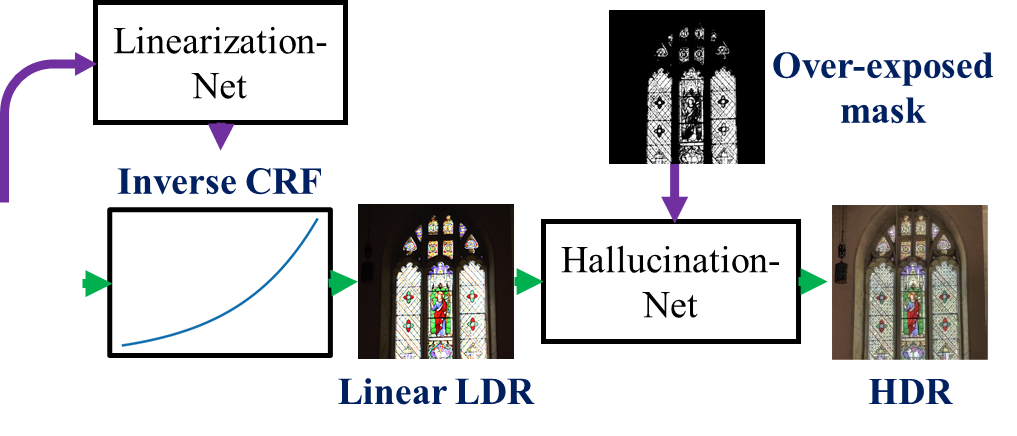 Linearization-
Net
Over-exposed
mask
Inverse CRF
Hallucination-
Net
Linear LDR
HDR